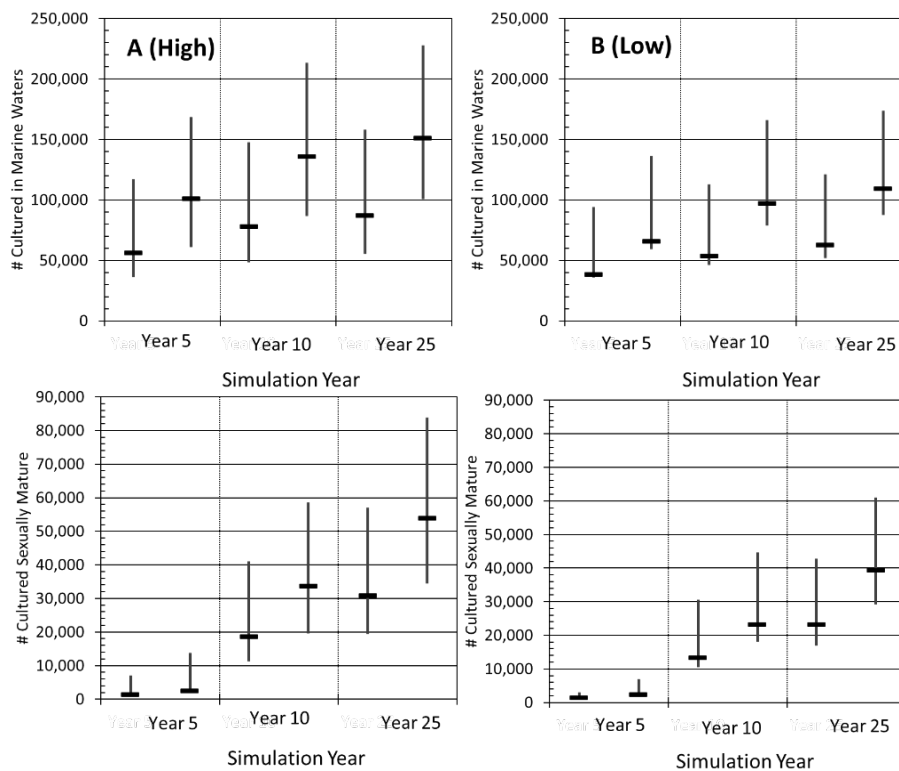 A (High)
# Cultured in Marine Waters
250,000
200,000
150,000
100,000
50,000
0
Year 5 Year 10 Year 25
Simulation Year
B (Low)
# Cultured in Marine Waters
250,000
200,000
150,000
100,000
50,000
0
Year 5 Year 10 Year 25
Simulation Year
# Cultured Sexually Mature
90,000
80,000
70,000
60,000
50,000
40,000
30,000
20,000
10,000
0
Year 5 Year 10 Year 25
Simulation Year
# Cultured Sexually Mature
90,000
80,000
70,000
60,000
50,000
40,000
30,000
20,000
10,000
0
Year 5 Year 10 Year 25
Simulation Year